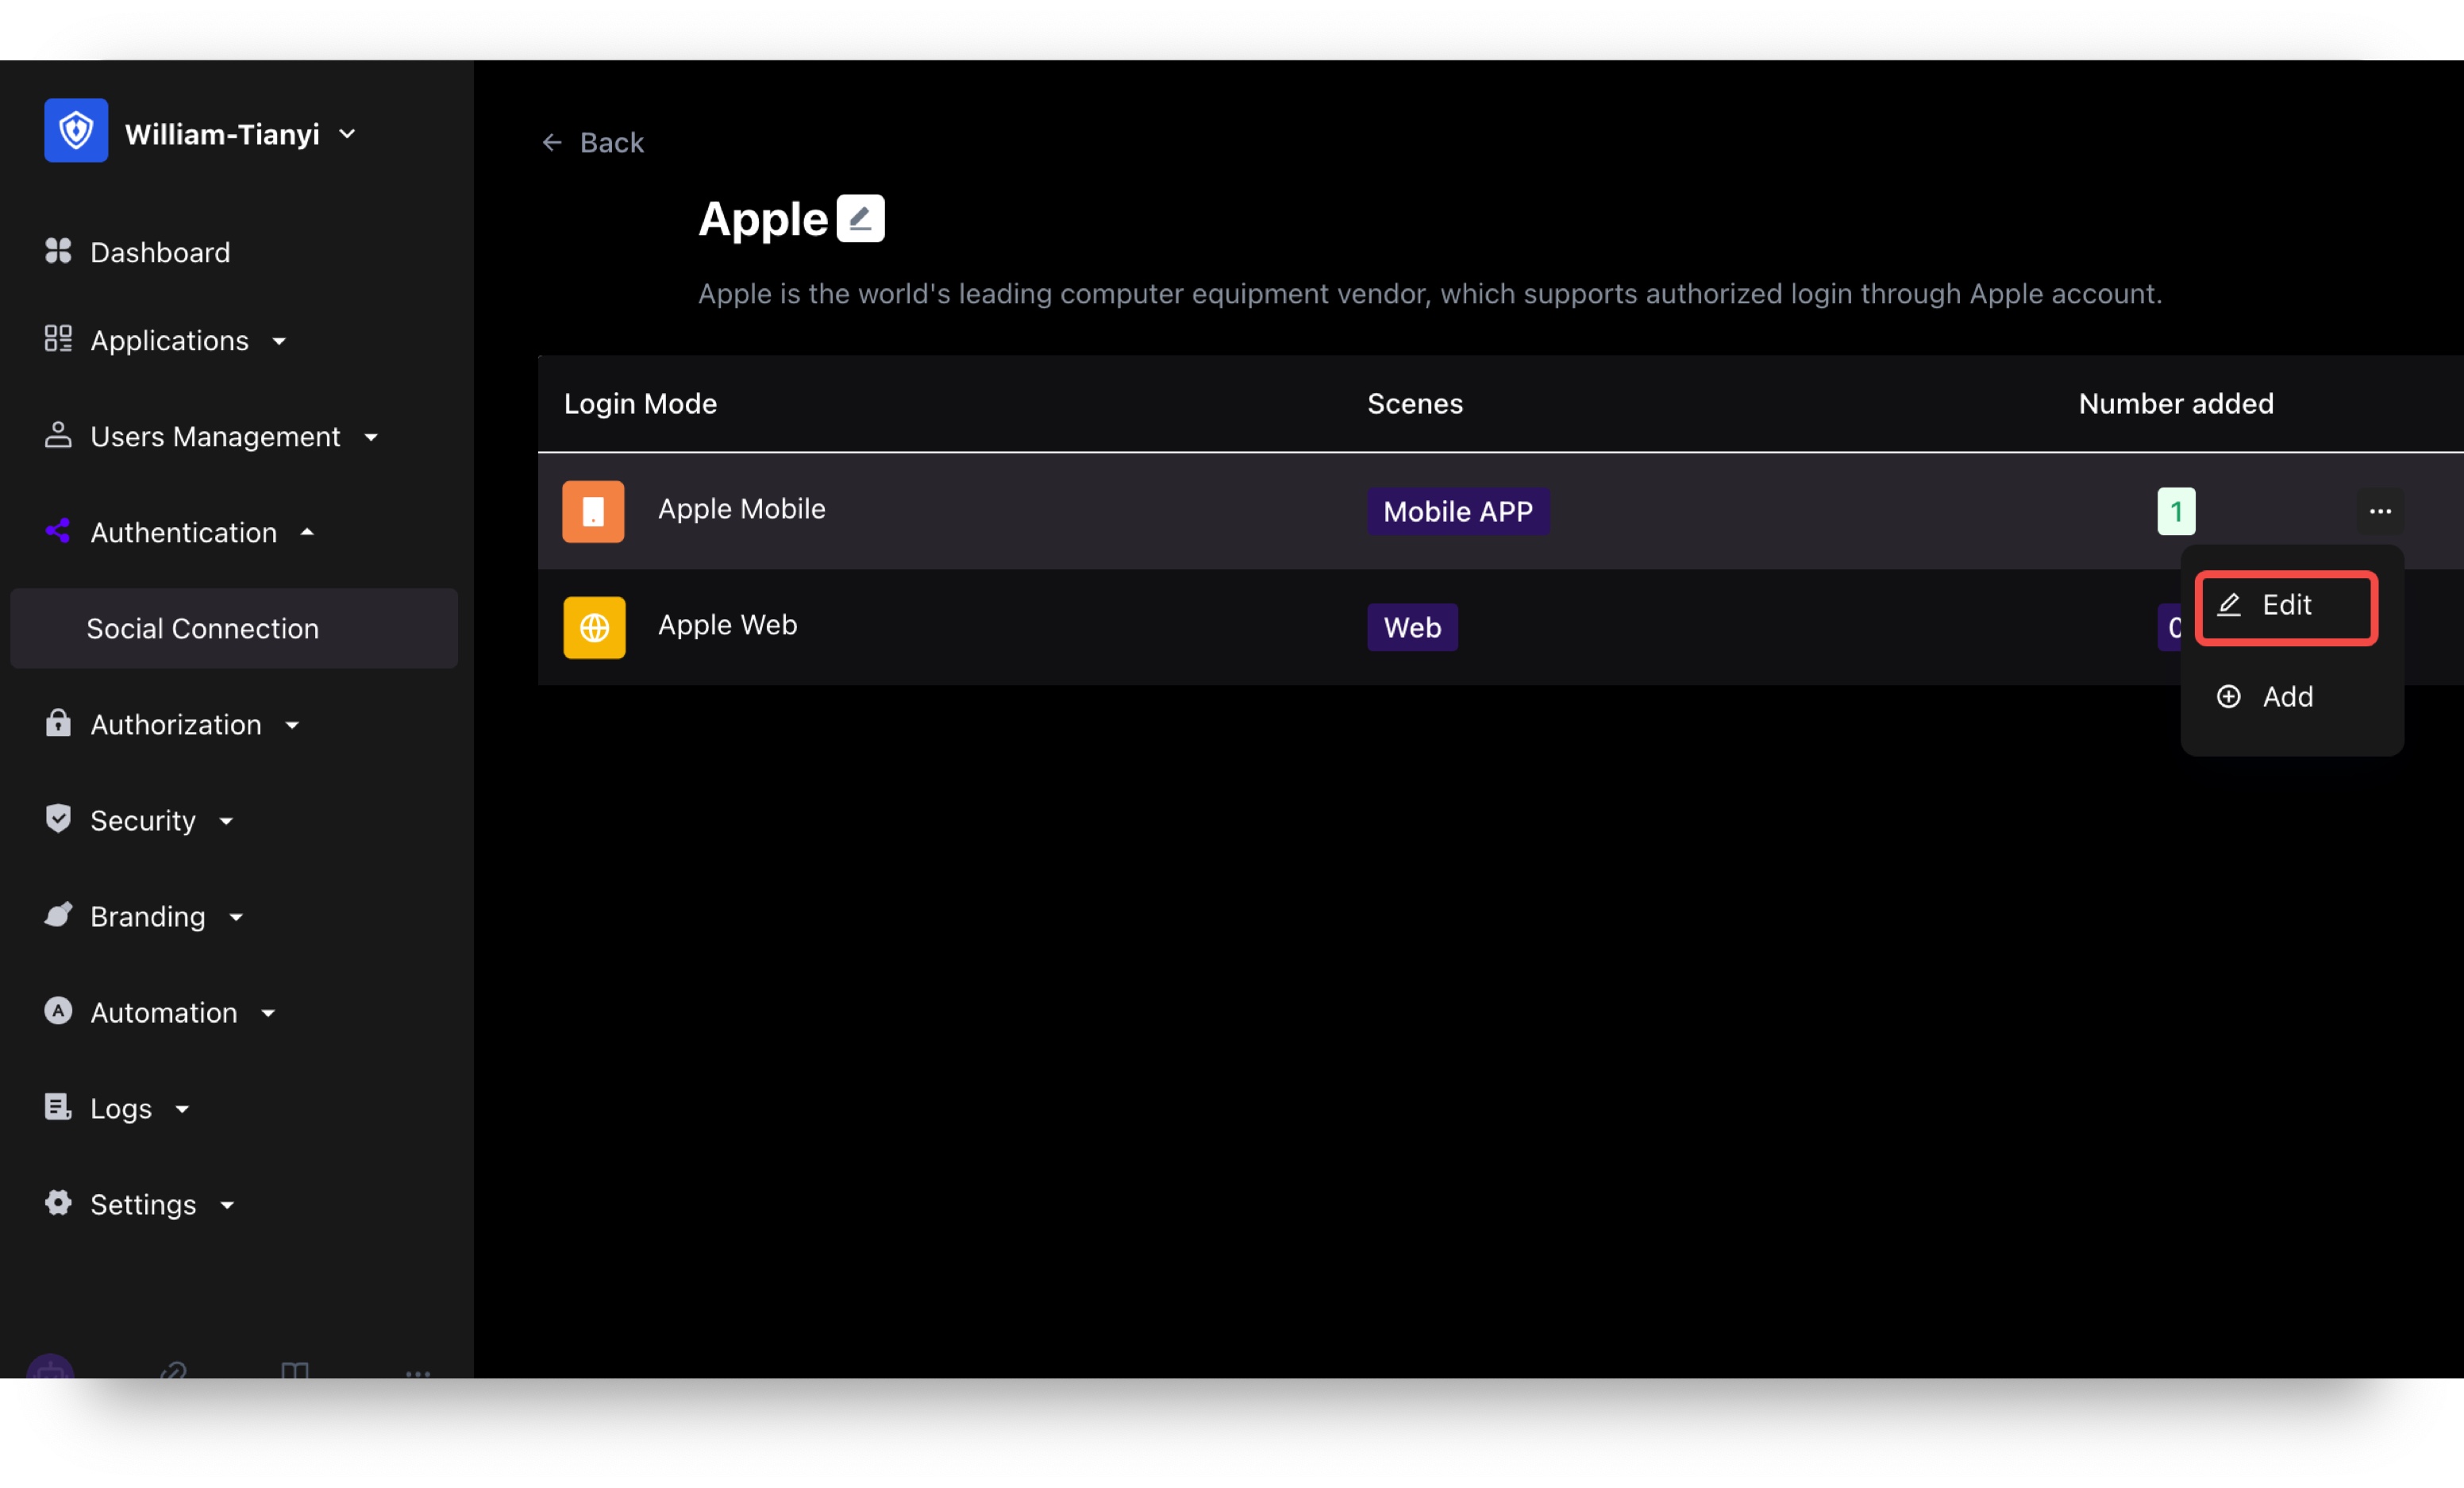 William-Tianyi
Dashboard
Applications
Users Management
Authentication
Social Connection
Authorization
Security
Branding
Automation
Logs
Settings
Back
Apple
Apple is the world's leading computer equipment vendor, which supports authorized login through Apple account.
Login Mode Scenes Number added
Apple Mobile Mobile APP 1 ...
Apple Web Web 0
Edit
Add